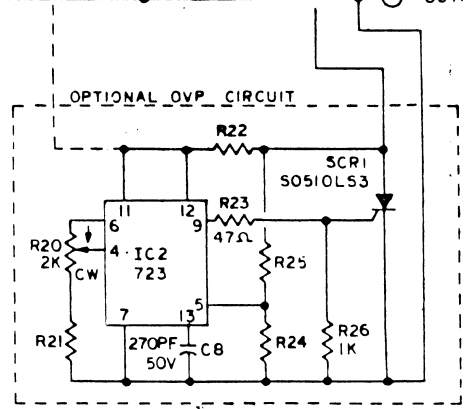 OPTIONAL OVP CIRCUIT
R22
SCR1
S0510LS3
11
12
R23
6
9
47Ω
R20
2K
4
IC2
723
CW
R25
5
7
13
R21
270PF
50V
C8
R24
R26
1K